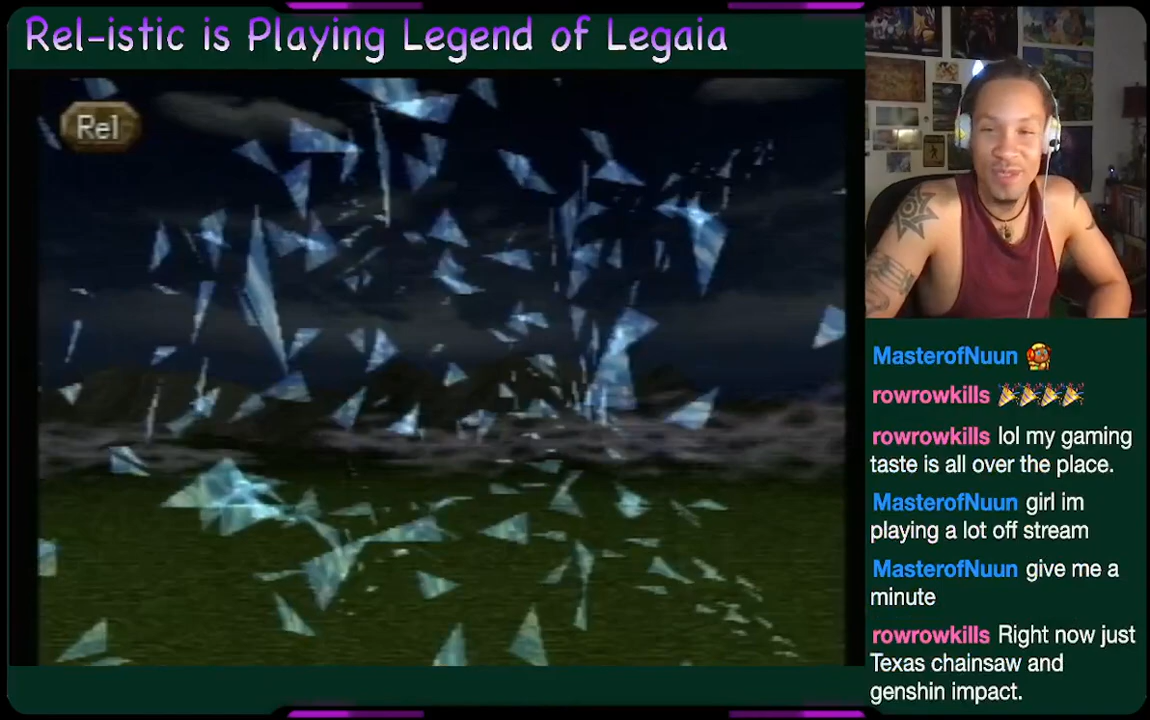 Rel-istic is Playing Legend of Legaia
Rel
MasterofNuun
rowrowkills 🎉🎉🎉🎉
rowrowkills lol my gaming
taste is all over the place.
MasterofNuun girl im
playing a lot off stream
MasterofNuun give me a
minute
rowrowkills Right now just
Texas chainsaw and
genshin impact.